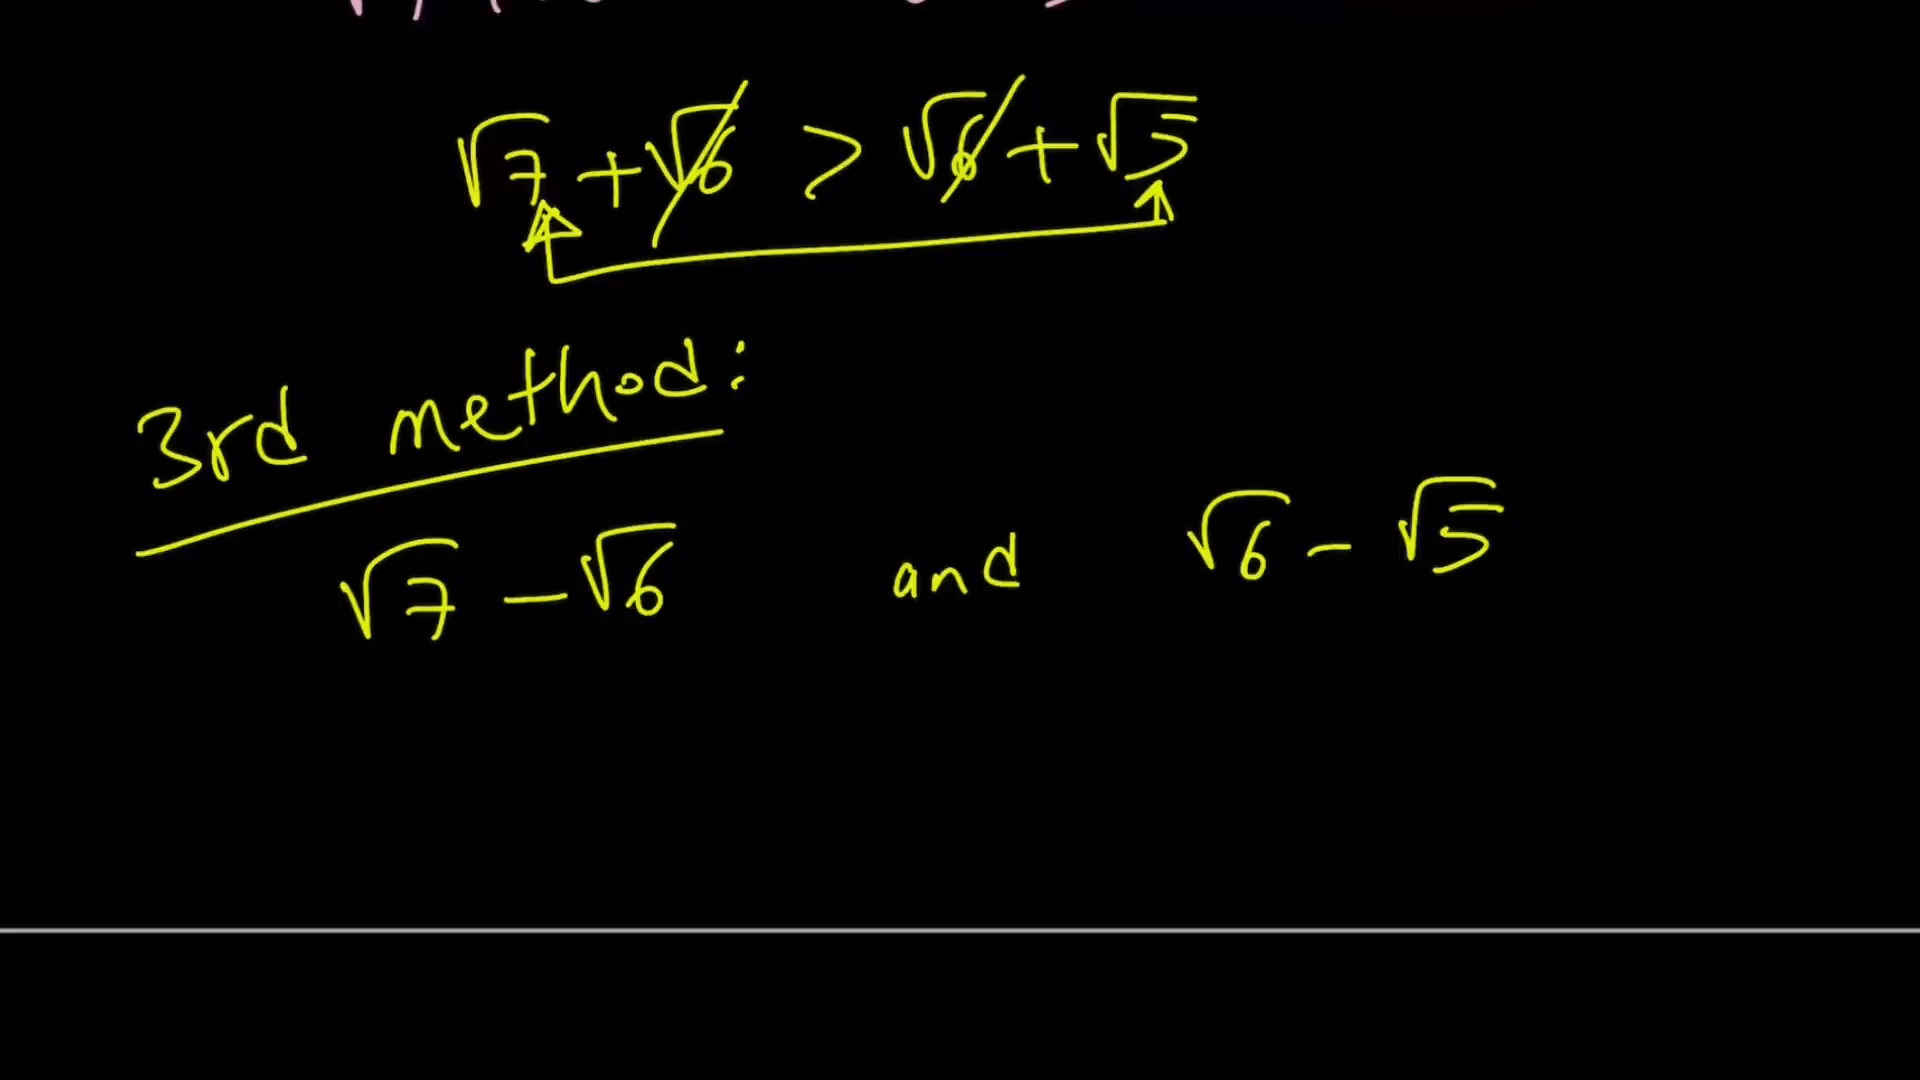 √7 + √6 > √6 + √5
3rd method:
√7 - √6 and √6 - √5